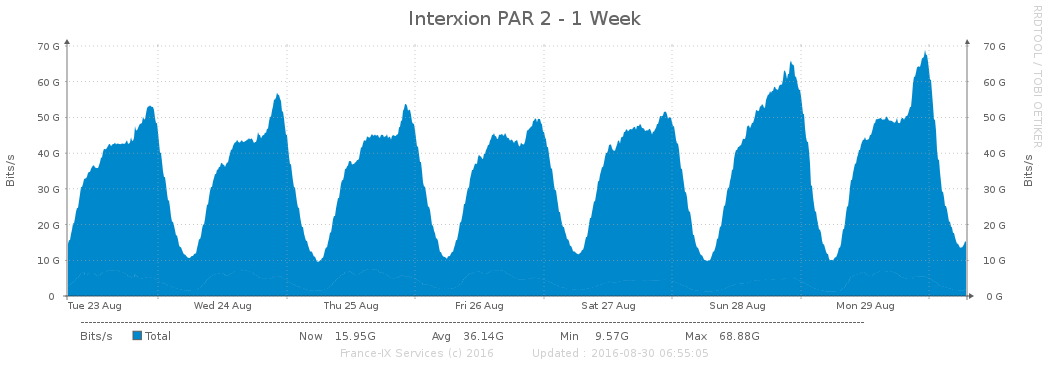 Interxion PAR 2 - 1 Week
RRDTOOL / TOBI OETIKER
Bits/s
70 G
60 G
50 G
40 G
30 G
20 G
10 G
0
70 G
60 G
50 G
40 G
30 G
20 G
10 G
0 G
Bits/s
Tue 23 Aug Wed 24 Aug Thu 25 Aug Fri 26 Aug Sat 27 Aug Sun 28 Aug Mon 29 Aug
Bits/s Total Now 15.95G Avg 36.14G Min 9.57G Max 68.88G
France-IX Services (c) 2016 Updated : 2016-08-30 06:55:05